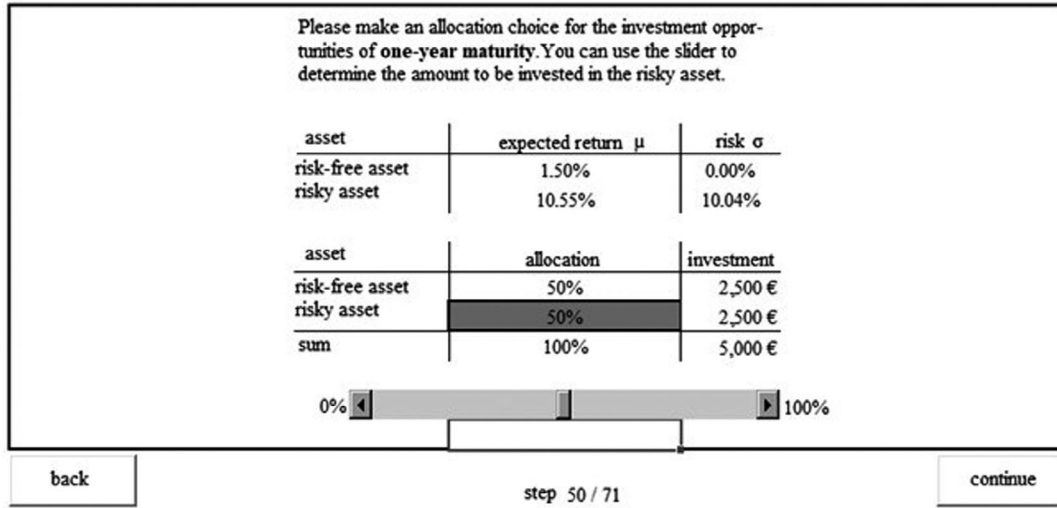 Please make an allocation choice for the investment oppor-
tunities of one-year maturity.You can use the slider to
determine the amount to be invested in the risky asset.
asset expected return μ risk σ
risk-free asset 1.50% 0.00%
risky asset 10.55% 10.04%
asset allocation investment
risk-free asset 50% 2,500 €
risky asset 50% 2,500 €
sum 100% 5,000 €
0% 100%
back step 50 / 71 continue